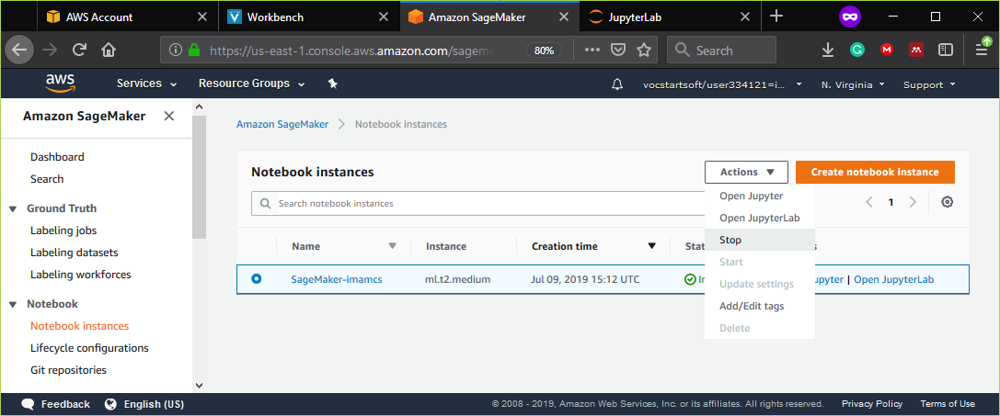 AWS Account
Workbench
Amazon SageMaker
JupyterLab
https://us-east-1.console.aws.amazon.com/sagem
80%
Search
aws
Services
Resource Groups
vocstartsoft/user334121=i...
N. Virginia
Support
Amazon SageMaker
Dashboard
Search
Ground Truth
Labeling jobs
Labeling datasets
Labeling workforces
Notebook
Notebook instances
Lifecycle configurations
Git repositories
Amazon SageMaker > Notebook instances
Notebook instances
Actions
Create notebook instance
Search notebook instances
1
Open Jupyter
Open JupyterLab
Stop
Start
Update settings
Add/Edit tags
Delete
Name Instance Creation time Stat s
SageMaker-imamcs ml.t2.medium Jul 09, 2019 15:12 UTC In upyter | Open JupyterLab
Feedback
English (US)
© 2008 - 2019, Amazon Web Services, Inc. or its affiliates. All rights reserved.
Privacy Policy
Terms of Use